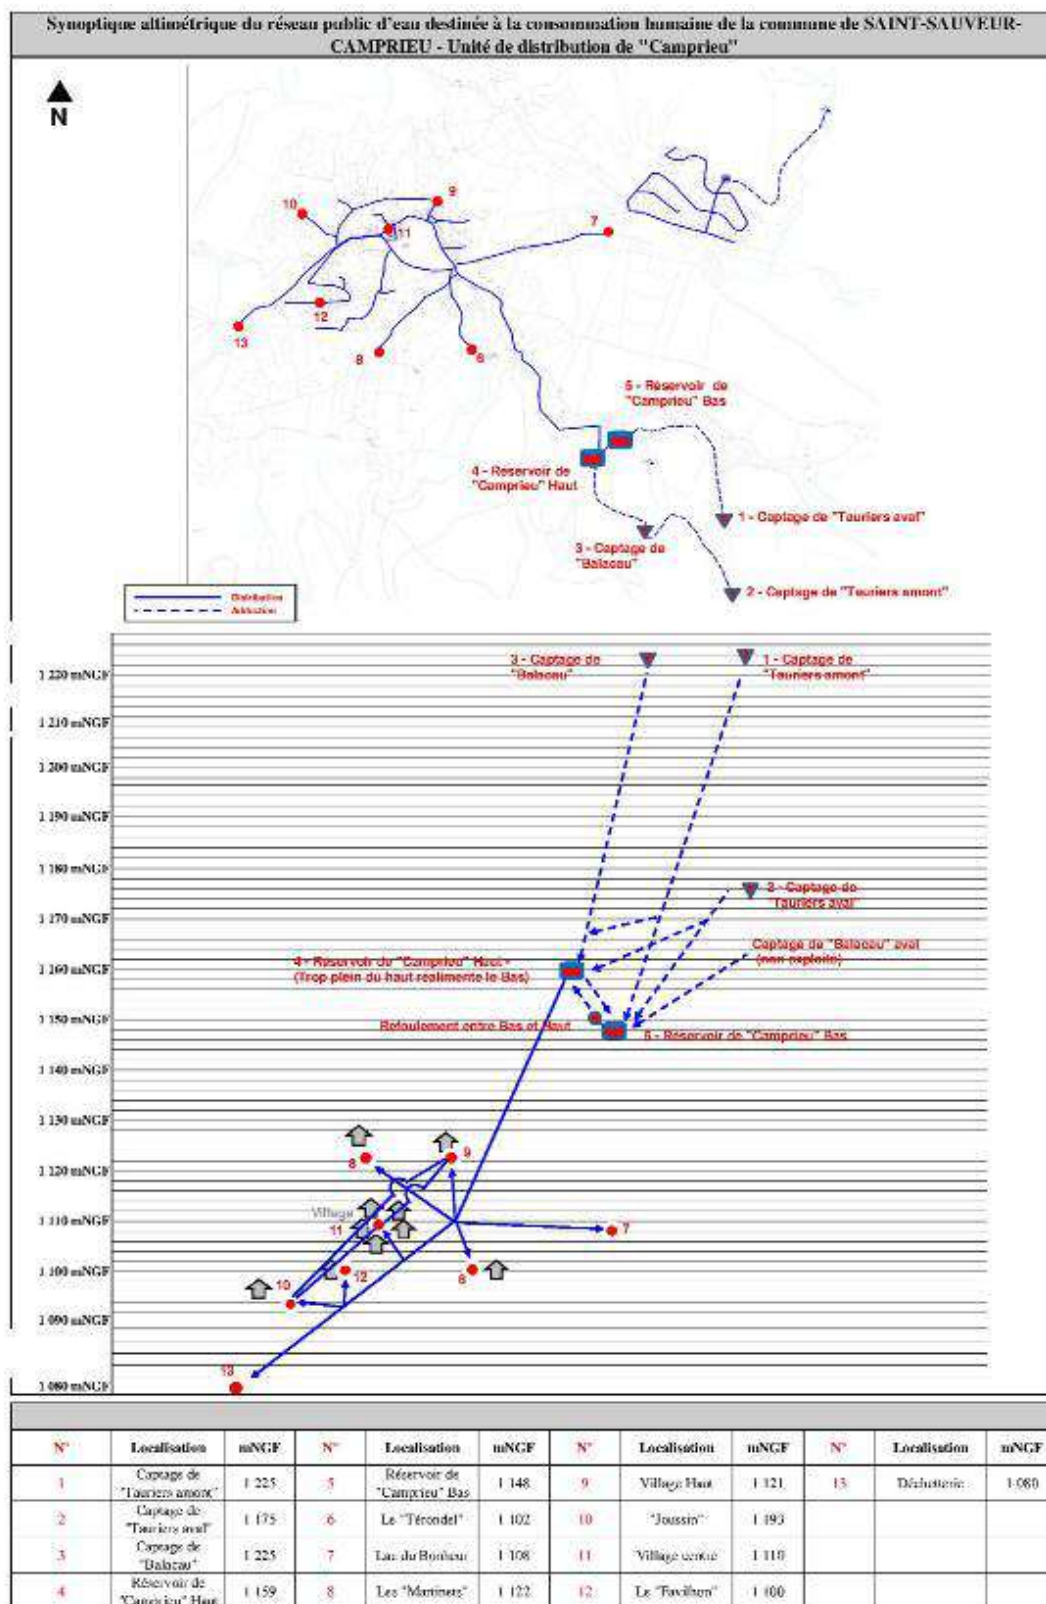 Synoptique altimétrique du réseau public d'eau destinée à la consommation humaine de la commune de SAINT-SAUVEUR-
CAMPRIEU - Unité de distribution de "Camprieu"
N
9
10
11
7
12
13
8
6
5 - Réservoir de
"Camprieu" Bas
4 - Reservoir de
"Camprieu" Haut
1 - Captage de "Tauriers aval"
3 - Captage de
"Balacau"
2 - Captage de "Tauriers amont"
Distribution
Adduction
3 - Captage de
"Balacau"
1 - Captage de
"Tauriers amont"
1 220 mNGF
1 210 mNGF
1 200 mNGF
1 190 mNGF
1 180 mNGF
2 - Captage de
"Tauriers aval"
1 170 mNGF
Captage de "Balacau" aval
(non exploité)
4 - Reservoir de "Camprieu" Haut -
(Trop plein du haut réalimente le Bas)
1 160 mNGF
1 150 mNGF
Refoulement entre Bas et Haut
5 - Réservoir de "Camprieu" Bas
1 140 mNGF
1 130 mNGF
8
9
1 120 mNGF
Village
1 110 mNGF
11
7
1 100 mNGF
12
6
10
1 090 mNGF
13
1 080 mNGF
N° Localisation mNGF N° Localisation mNGF N° Localisation mNGF N° Localisation mNGF
1 Captage de "Tauriers amont" 1 225 5 Réservoir de "Camprieu" Bas 1 148 9 Village Haut 1 121 13 Déchetterie 1 080
2 Captage de "Tauriers aval" 1 175 6 Le "Térondel" 1 102 10 "Joussin" 1 193
3 Captage de "Balacau" 1 225 7 Lac du Bonheur 1 108 11 Village centre 1 110
4 Réservoir de "Camprieu" Haut 1 159 8 Les "Martinets" 1 122 12 Le "Pavillon" 1 100